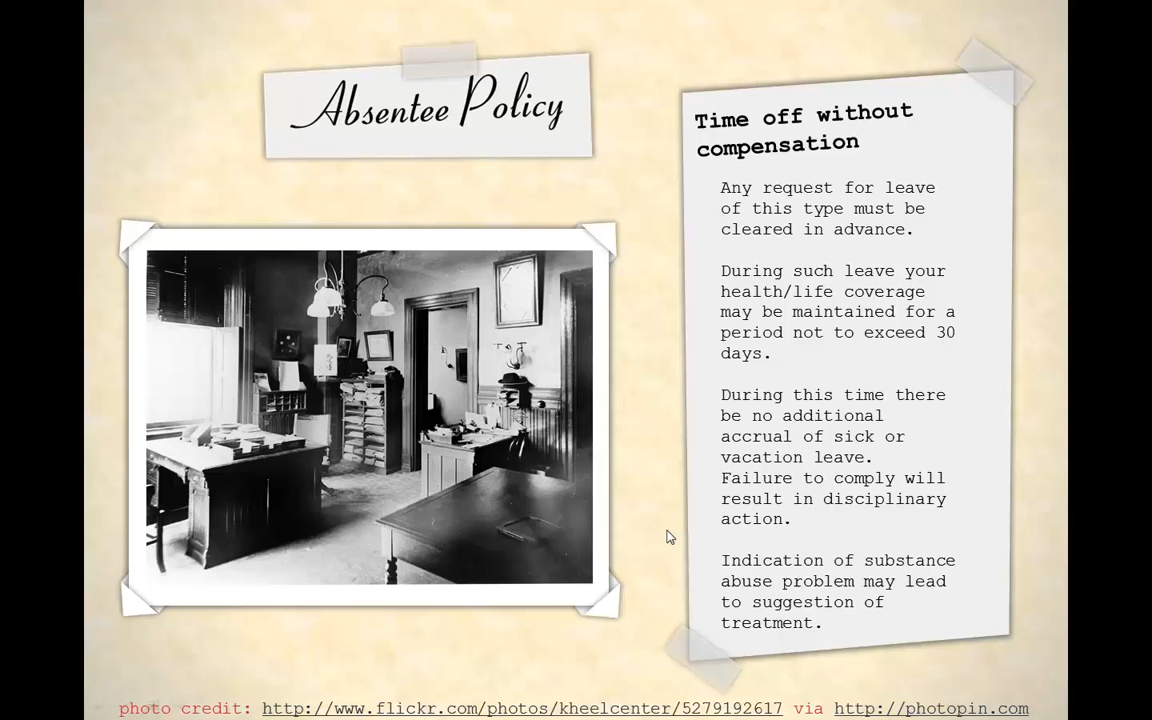 Absentee Policy
Time off without
compensation
Any request for leave
of this type must be
cleared in advance.
During such leave your
health/life coverage
may be maintained for a
period not to exceed 30
days.
During this time there
be no additional
accrual of sick or
vacation leave.
Failure to comply will
result in disciplinary
action.
Indication of substance
abuse problem may lead
to suggestion of
treatment.
photo credit: http://www.flickr.com/photos/kheelcenter/5279192617 via http://photopin.com